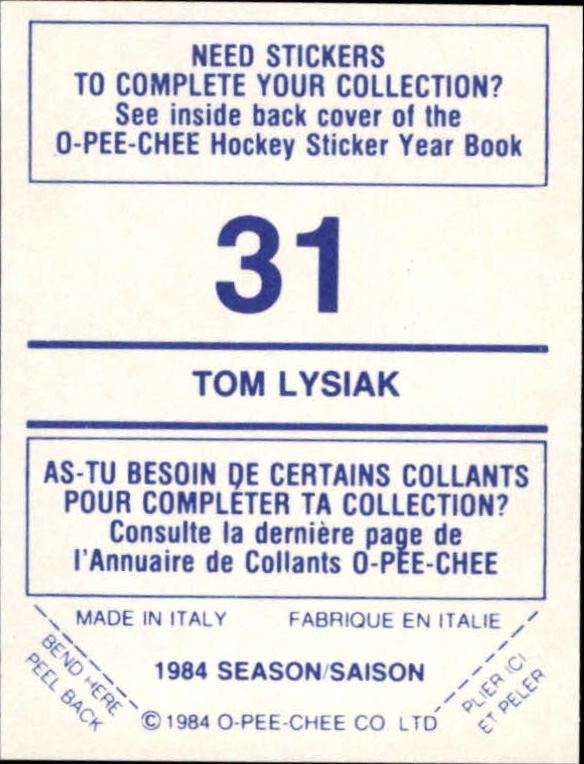 NEED STICKERS
TO COMPLETE YOUR COLLECTION?
See inside back cover of the
O-PEE-CHEE Hockey Sticker Year Book
31
TOM LYSIAK
AS-TU BESOIN DE CERTAINS COLLANTS
POUR COMPLÉTER TA COLLECTION?
Consulte la dernière page de
l'Annuaire de Collants O-PEE-CHEE
MADE IN ITALY FABRIQUE EN ITALIE
BEND HERE
PEEL BACK
1984 SEASON/SAISON
PLIER ICI
ET PELER
© 1984 O-PEE-CHEE CO. LTD